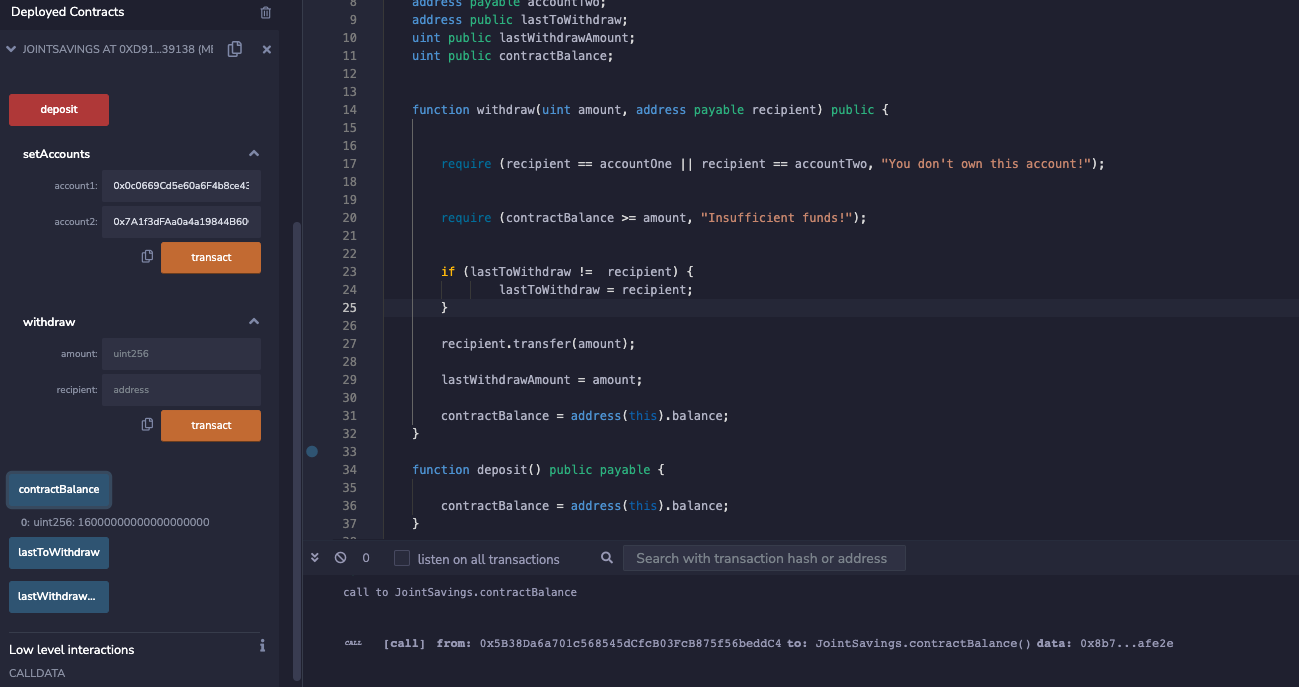 Deployed Contracts
JOINTSAVINGS AT 0XD91...39138 (ME
deposit
setAccounts
account1: 0x0c0669Cd5e60a6F4b8ce43
account2: 0x7A1f3dFAa0a4a19844B60
transact
withdraw
amount: uint256
recipient: address
transact
contractBalance
0: uint256: 16000000000000000000
lastToWithdraw
lastWithdraw...
Low level interactions
i
CALLDATA
8 address payable accountTwo;
9 address public lastToWithdraw;
10 uint public lastWithdrawAmount;
11 uint public contractBalance;
12
13
14 function withdraw(uint amount, address payable recipient) public {
15
16
17 require (recipient == accountOne || recipient == accountTwo, "You don't own this account!");
18
19
20 require (contractBalance >= amount, "Insufficient funds!");
21
22
23 if (lastToWithdraw != recipient) {
24 lastToWithdraw = recipient;
25 }
26
27 recipient.transfer(amount);
28
29 lastWithdrawAmount = amount;
30
31 contractBalance = address(this).balance;
32 }
33
34 function deposit() public payable {
35
36 contractBalance = address(this).balance;
37 }
38
0 listen on all transactions Search with transaction hash or address
call to JointSavings.contractBalance
CALL [call] from: 0x5B38Da6a701c568545dCfcB03FcB875f56beddC4 to: JointSavings.contractBalance() data: 0x8b7...afe2e